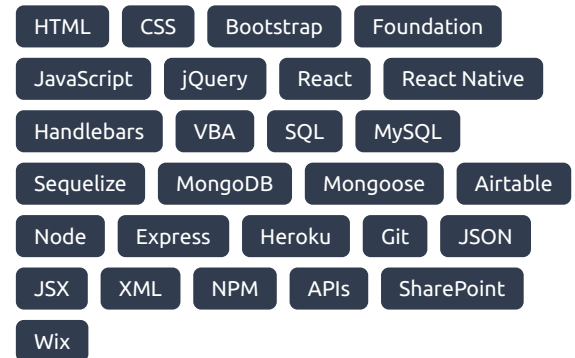 HTML CSS Bootstrap Foundation
JavaScript jQuery React React Native
Handlebars VBA SQL MySQL
Sequelize MongoDB Mongoose Airtable
Node Express Heroku Git JSON
JSX XML NPM APIs SharePoint
Wix